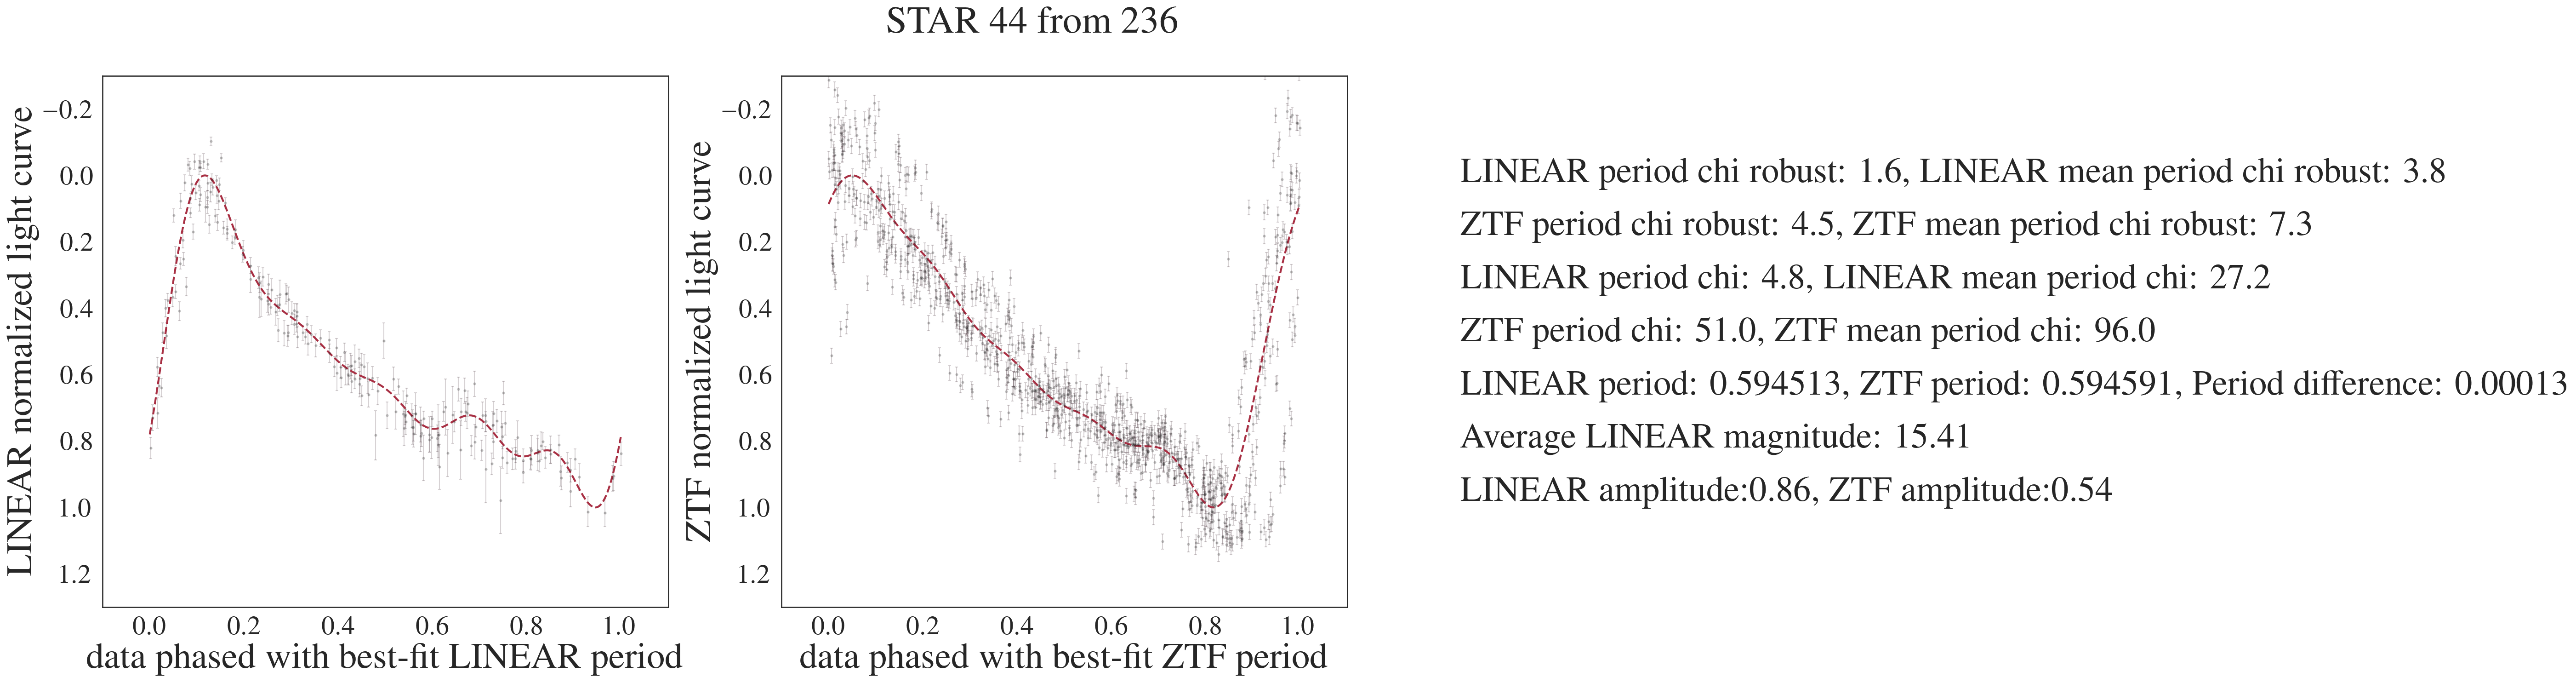 STAR 44 from 236
LINEAR normalized light curve
−0.2
0.0
0.2
0.4
0.6
0.8
1.0
1.2
0.0 0.2 0.4 0.6 0.8 1.0
data phased with best-fit LINEAR period
ZTF normalized light curve
−0.2
0.0
0.2
0.4
0.6
0.8
1.0
1.2
0.0 0.2 0.4 0.6 0.8 1.0
data phased with best-fit ZTF period
LINEAR period chi robust: 1.6, LINEAR mean period chi robust: 3.8
ZTF period chi robust: 4.5, ZTF mean period chi robust: 7.3
LINEAR period chi: 4.8, LINEAR mean period chi: 27.2
ZTF period chi: 51.0, ZTF mean period chi: 96.0
LINEAR period: 0.594513, ZTF period: 0.594591, Period difference: 0.00013
Average LINEAR magnitude: 15.41
LINEAR amplitude:0.86, ZTF amplitude:0.54